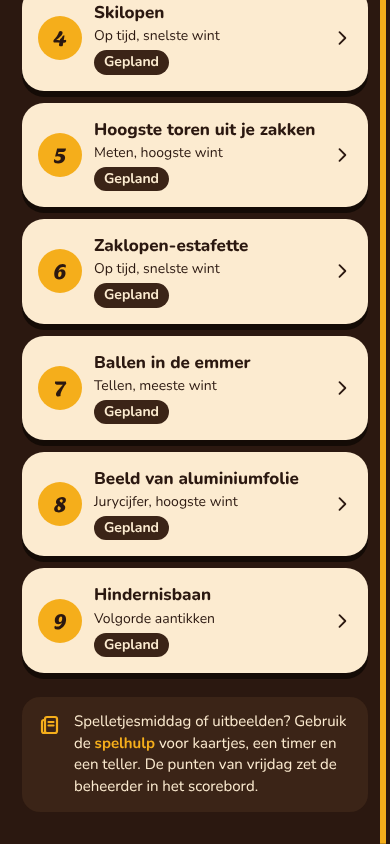 Skilopen
4
Op tijd, snelste wint
Gepland
Hoogste toren uit je zakken
5
Meten, hoogste wint
Gepland
Zaklopen-estafette
6
Op tijd, snelste wint
Gepland
Ballen in de emmer
7
Tellen, meeste wint
Gepland
Beeld van aluminiumfolie
8
Jurycijfer, hoogste wint
Gepland
Hindernisbaan
9
Volgorde aantikken
Gepland
Spelletjesmiddag of uitbeelden? Gebruik
de spelhulp voor kaartjes, een timer en
een teller. De punten van vrijdag zet de
beheerder in het scorebord.